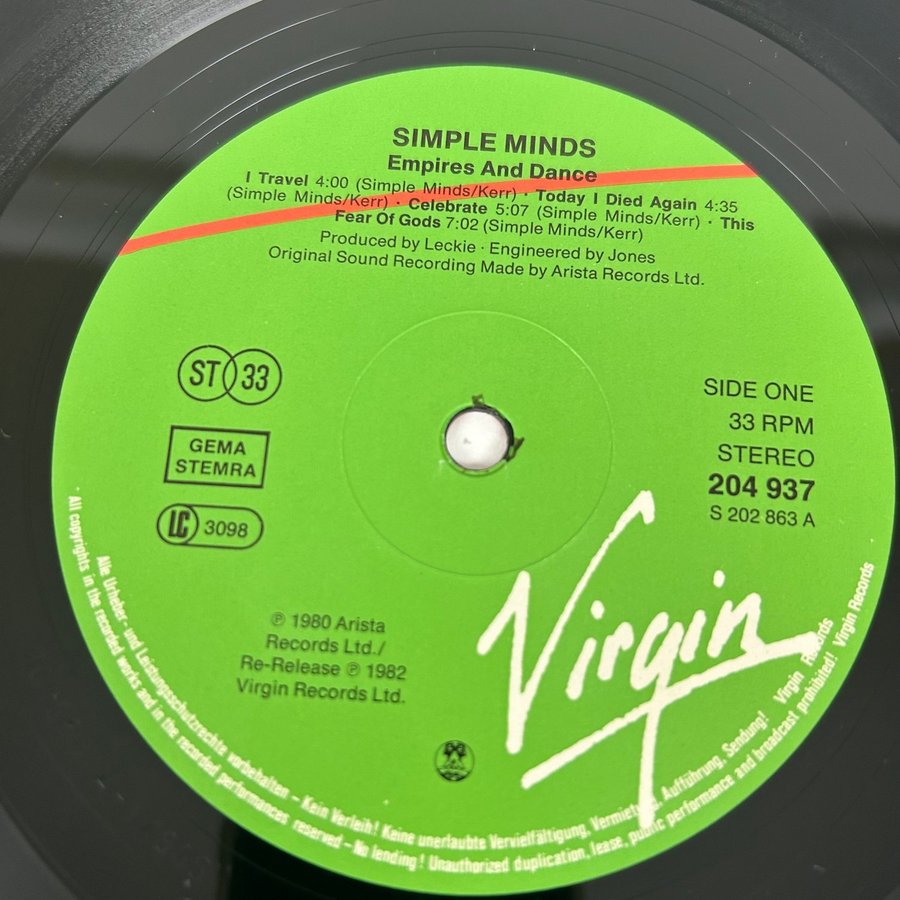 SIMPLE MINDS
Empires And Dance
I Travel 4:00 (Simple Minds/Kerr) · Today I Died Again 4:35
(Simple Minds/Kerr) · Celebrate 5:07 (Simple Minds/Kerr) · This
Fear Of Gods 7:02 (Simple Minds/Kerr)
Produced by Leckie · Engineered by Jones
Original Sound Recording Made by Arista Records Ltd.
ST 33
GEMA
STEMRA
LC 3098
SIDE ONE
33 RPM
STEREO
204 937
S 202 863 A
℗ 1980 Arista
Records Ltd./
Re-Release ℗ 1982
Virgin Records Ltd.
Virgin
Alle Urheber- und Leistungsschutzrechte vorbehalten – Kein Verleih! Keine unerlaubte Vervielfältigung, Vermietung, Aufführung, Sendung! Virgin Records
All copyrights in the recorded works and in the recorded performances reserved – No lending! Unauthorized duplication, lease, public performance and broadcast prohibited! Virgin Records